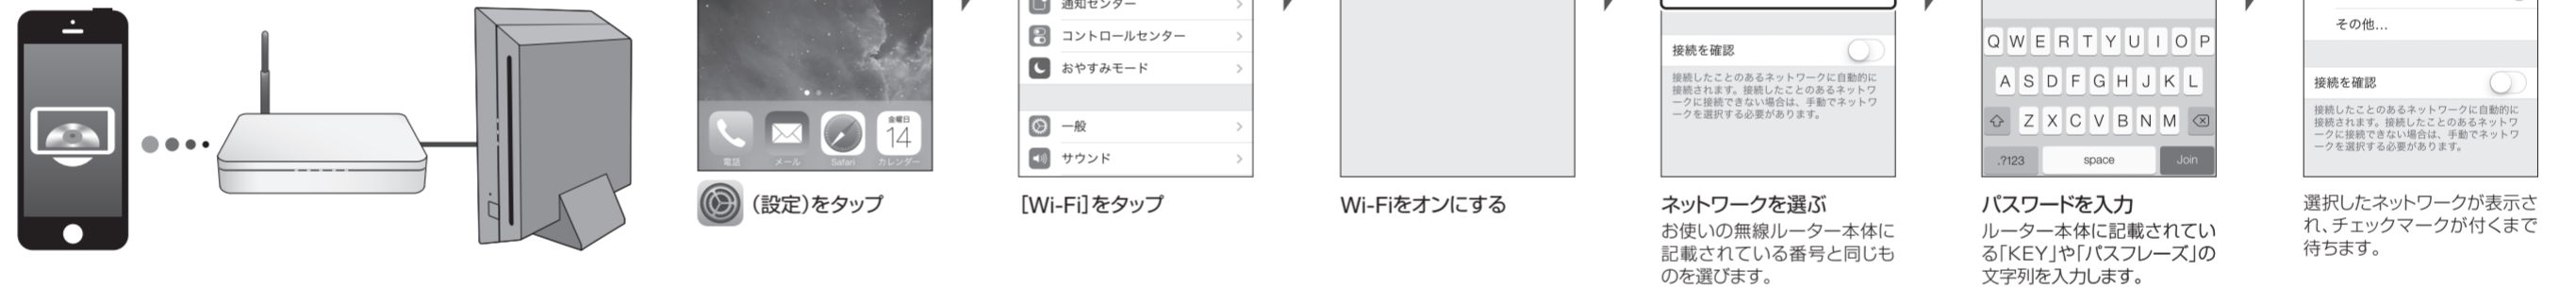 電話
メール
Safari
金曜日
14
カレンダー
(設定)をタップ
通知センター
コントロールセンター
おやすみモード
一般
サウンド
[Wi-Fi]をタップ
Wi-Fiをオンにする
接続を確認
接続したことのあるネットワークに自動的に
接続されます。接続したことのあるネットワ
ークに接続できない場合は、手動でネットワ
ークを選択する必要があります。
ネットワークを選ぶ
お使いの無線ルーター本体に
記載されている番号と同じも
のを選びます。
Q W E R T Y U I O P
A S D F G H J K L
Z X C V B N M
.?123 space Join
パスワードを入力
ルーター本体に記載されてい
る「KEY」や「パスフレーズ」の
文字列を入力します。
その他...
接続を確認
接続したことのあるネットワークに自動的に
接続されます。接続したことのあるネットワ
ークに接続できない場合は、手動でネットワ
ークを選択する必要があります。
選択したネットワークが表示さ
れ、チェックマークが付くまで
待ちます。